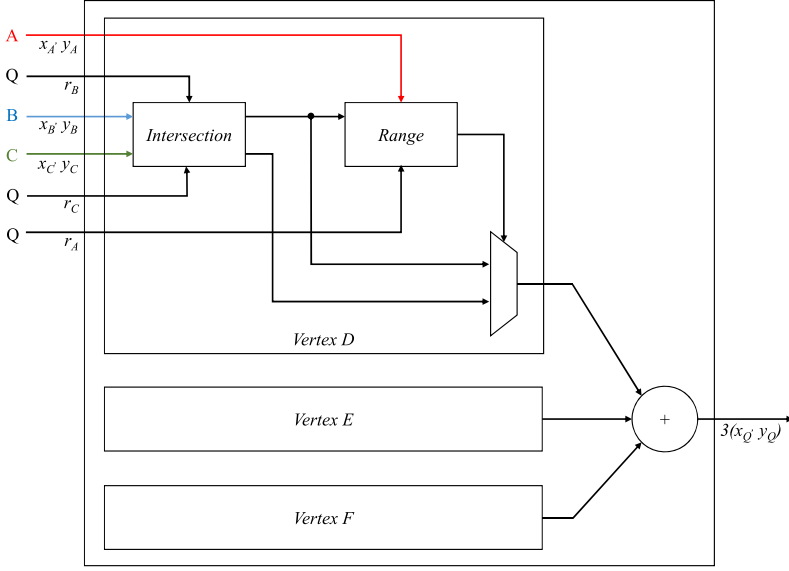 A
x_A, y_A
Q
r_B
B
x_B, y_B
C
x_C, y_C
Q
r_C
Q
r_A
Intersection
Range
Vertex D
Vertex E
Vertex F
+
3(x_Q, y_Q)